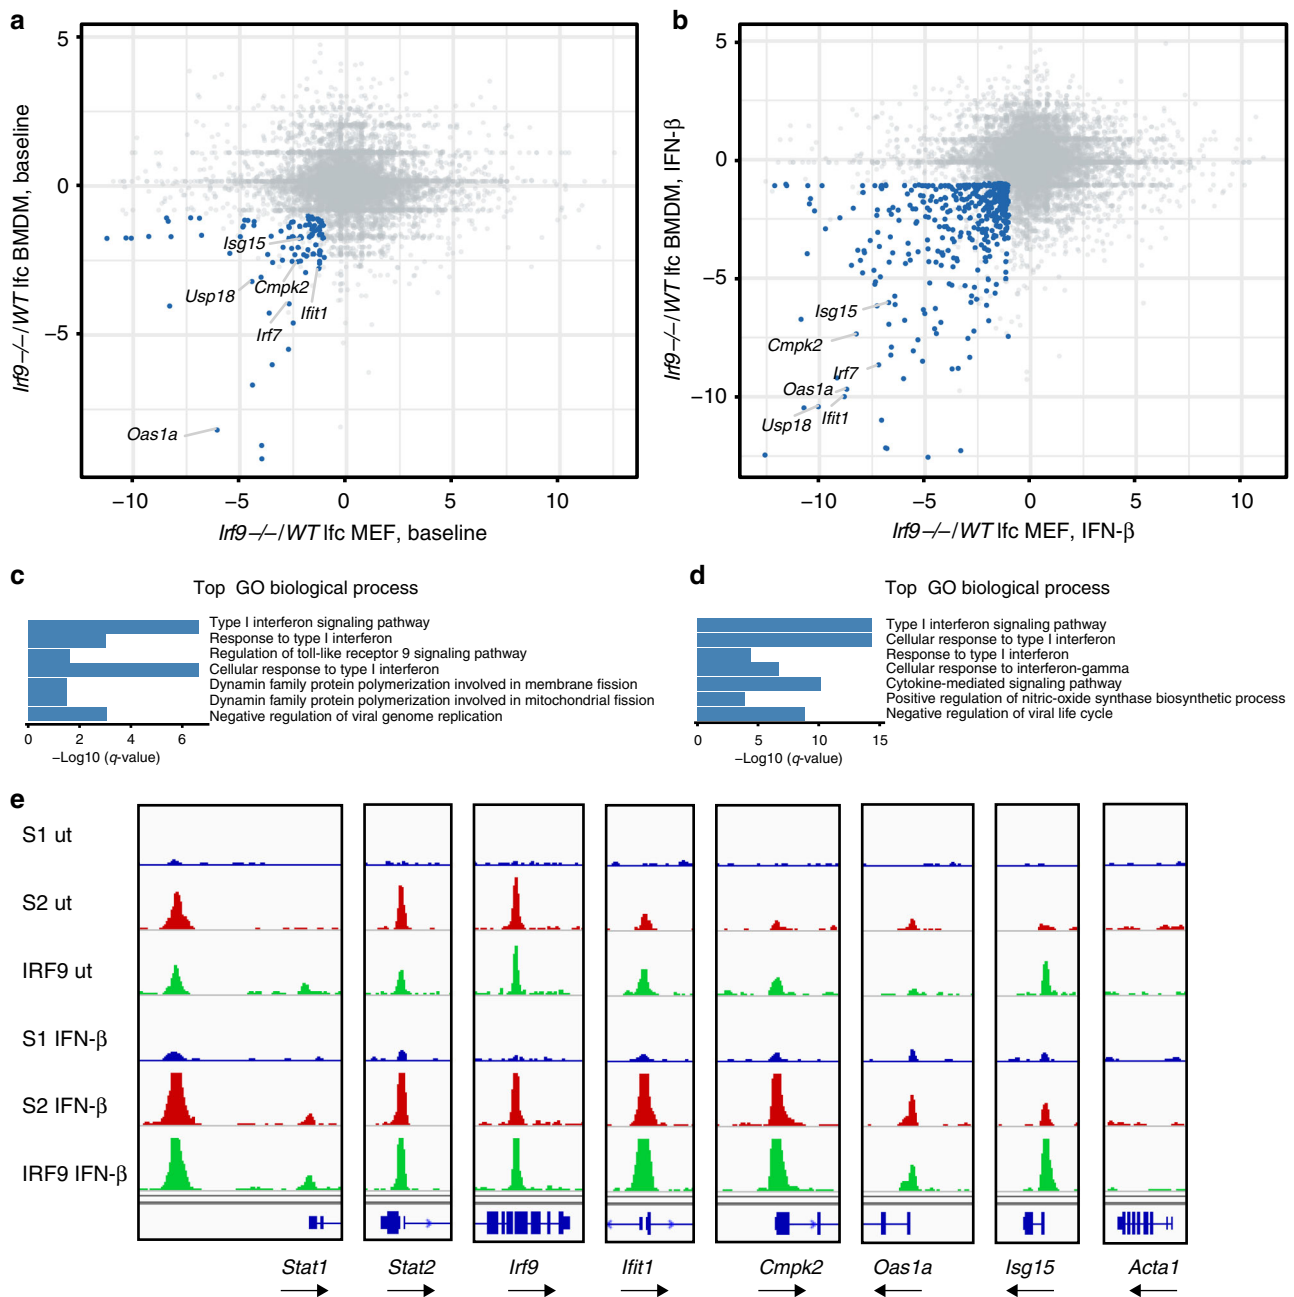 a
5
0
−5
−10
−5
0
5
10
Irf9−/−/WT lfc BMDM, baseline
Irf9−/−/WT lfc MEF, baseline
Isg15
Usp18
Cmpk2
Ifit1
Irf7
Oas1a
b
5
0
−5
−10
−10
−5
0
5
10
Irf9−/−/WT lfc BMDM, IFN-β
Irf9−/−/WT lfc MEF, IFN-β
Isg15
Cmpk2
Irf7
Oas1a
Usp18
Ifit1
c
Top GO biological process
Type I interferon signaling pathway
Response to type I interferon
Regulation of toll-like receptor 9 signaling pathway
Cellular response to type I interferon
Dynamin family protein polymerization involved in membrane fission
Dynamin family protein polymerization involved in mitochondrial fission
Negative regulation of viral genome replication
0 2 4 6
−Log10 (q-value)
d
Top GO biological process
Type I interferon signaling pathway
Cellular response to type I interferon
Response to type I interferon
Cellular response to interferon-gamma
Cytokine-mediated signaling pathway
Positive regulation of nitric-oxide synthase biosynthetic process
Negative regulation of viral life cycle
0 5 10 15
−Log10 (q-value)
e
S1 ut
S2 ut
IRF9 ut
S1 IFN-β
S2 IFN-β
IRF9 IFN-β
Stat1 Stat2 Irf9 Ifit1 Cmpk2 Oas1a Isg15 Acta1